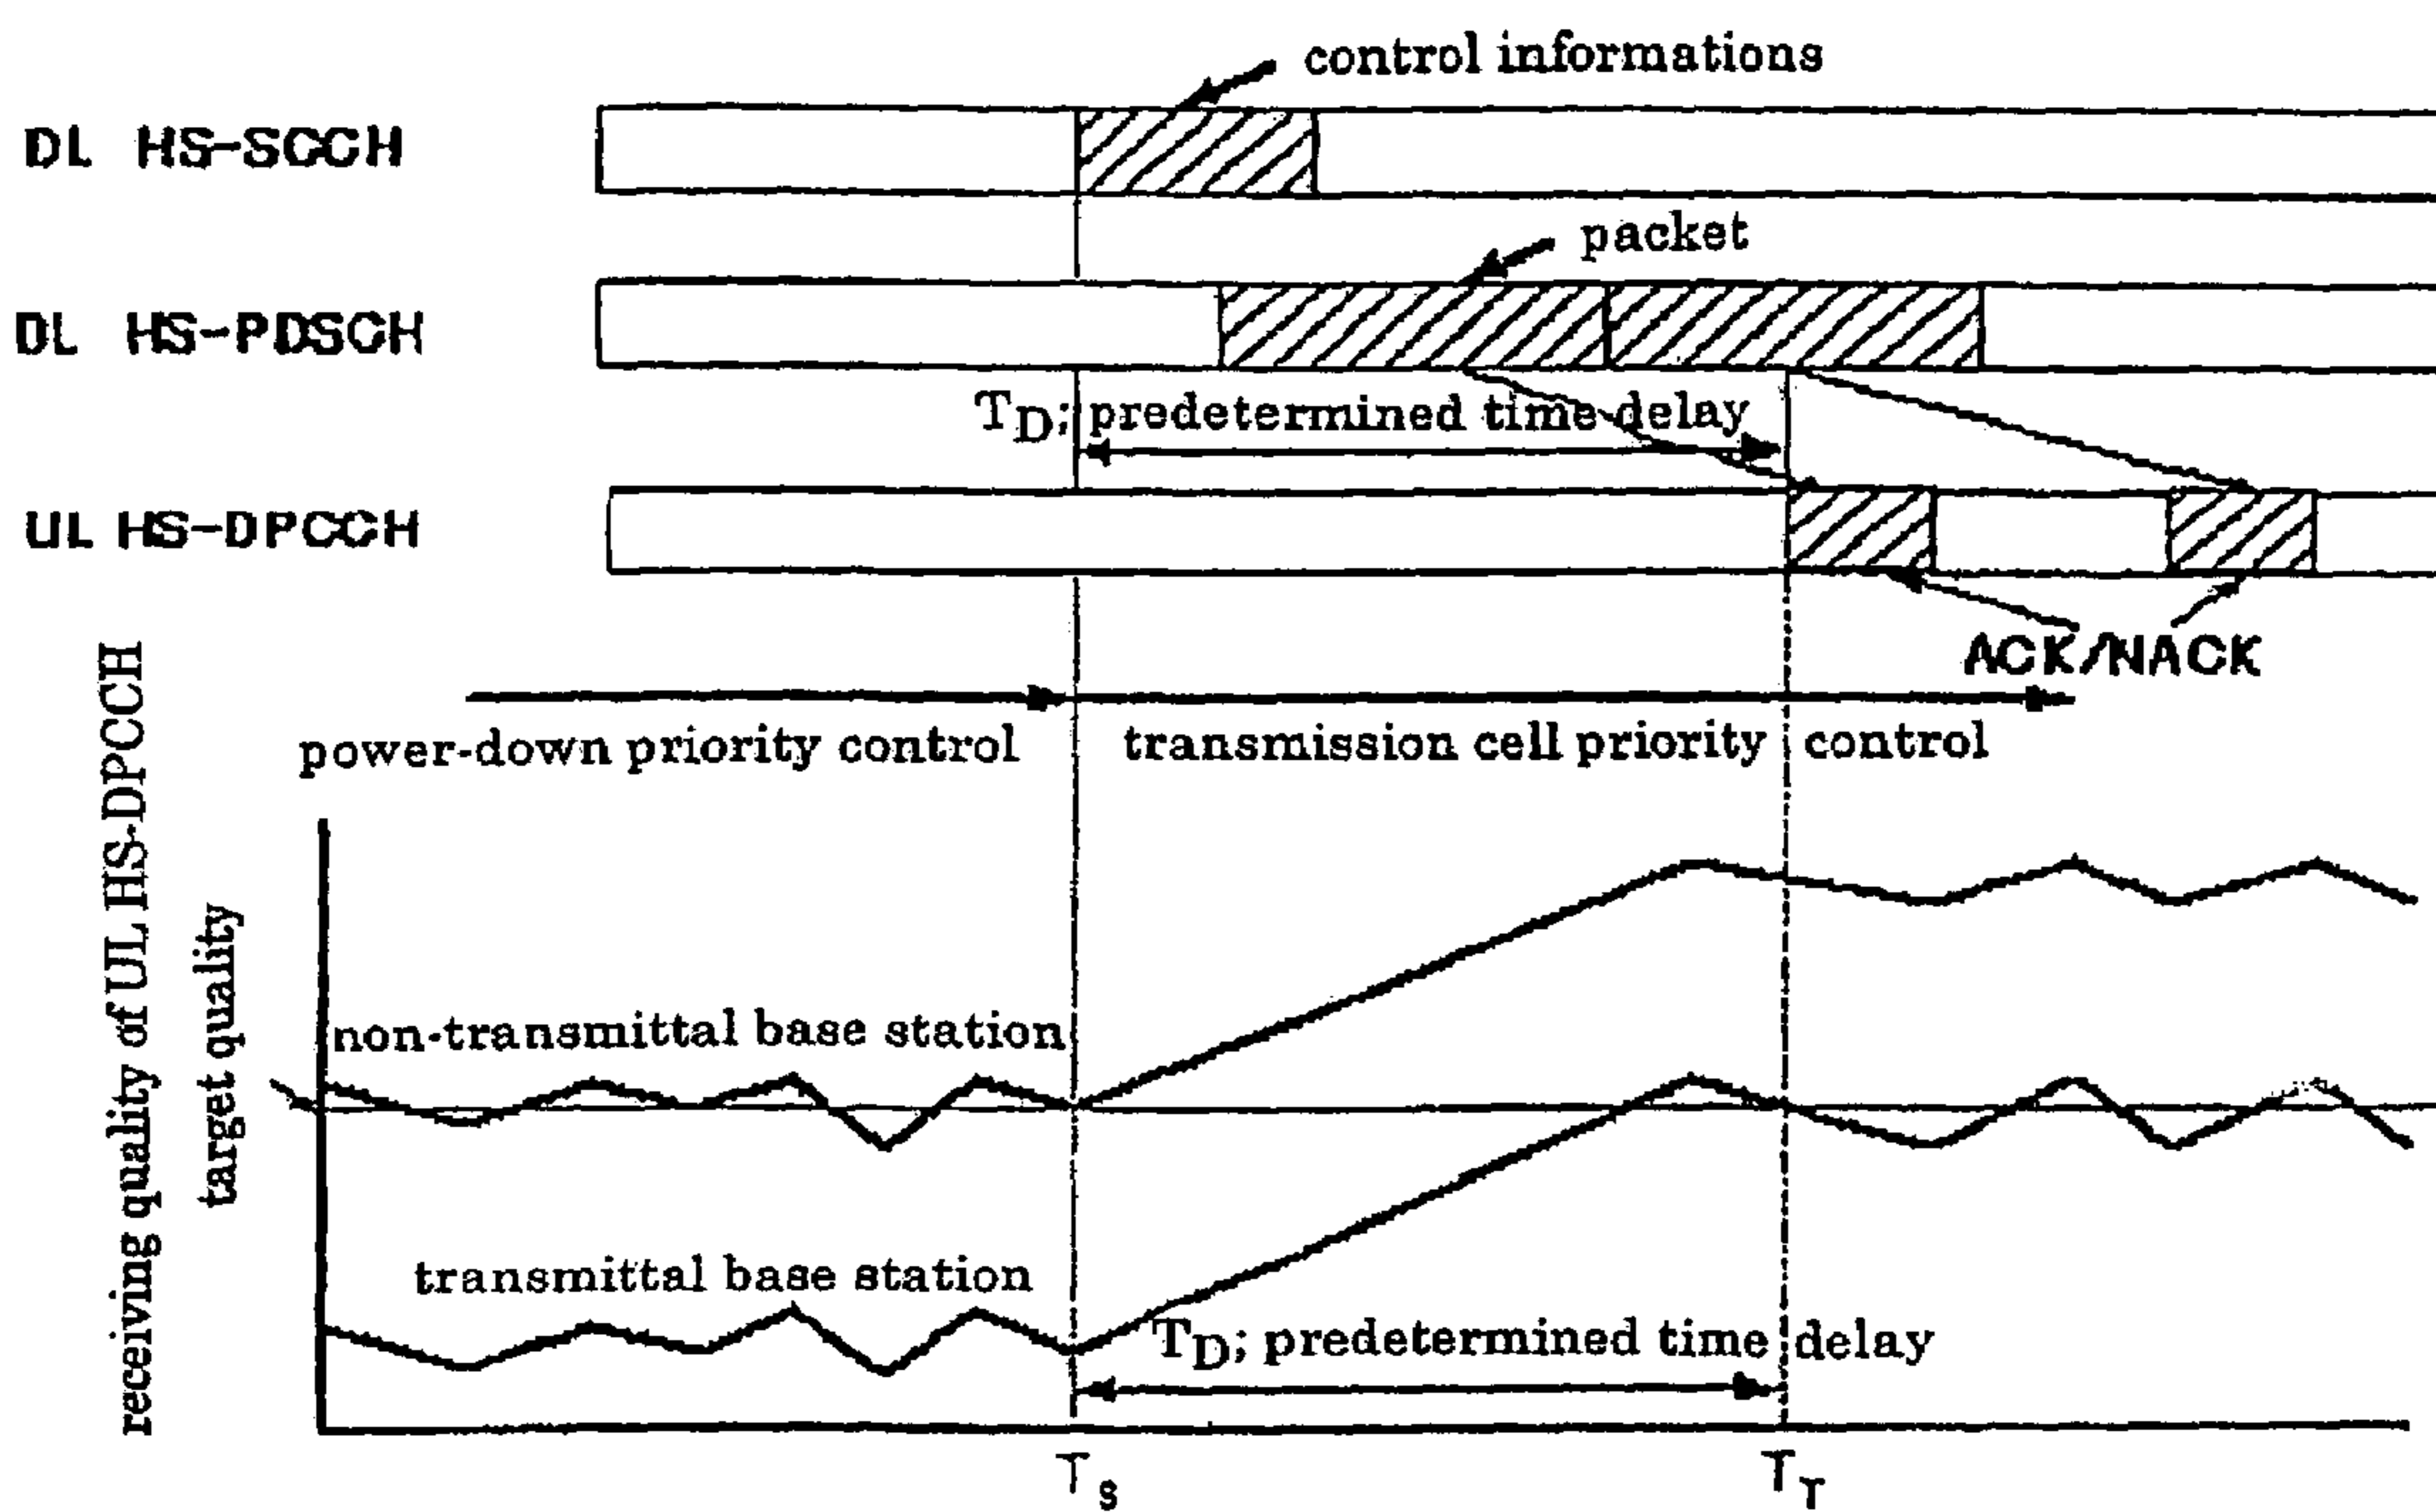 control informations
DL HS-SCCH
packet
DL HS-PDSCH
TD; predetermined time delay
UL HS-DPCCH
ACK/NACK
power-down priority control
transmission cell priority control
receiving quality of UL HS-DPCCH
target quality
non-transmittal base station
transmittal base station
TD; predetermined time delay
Ts
TT